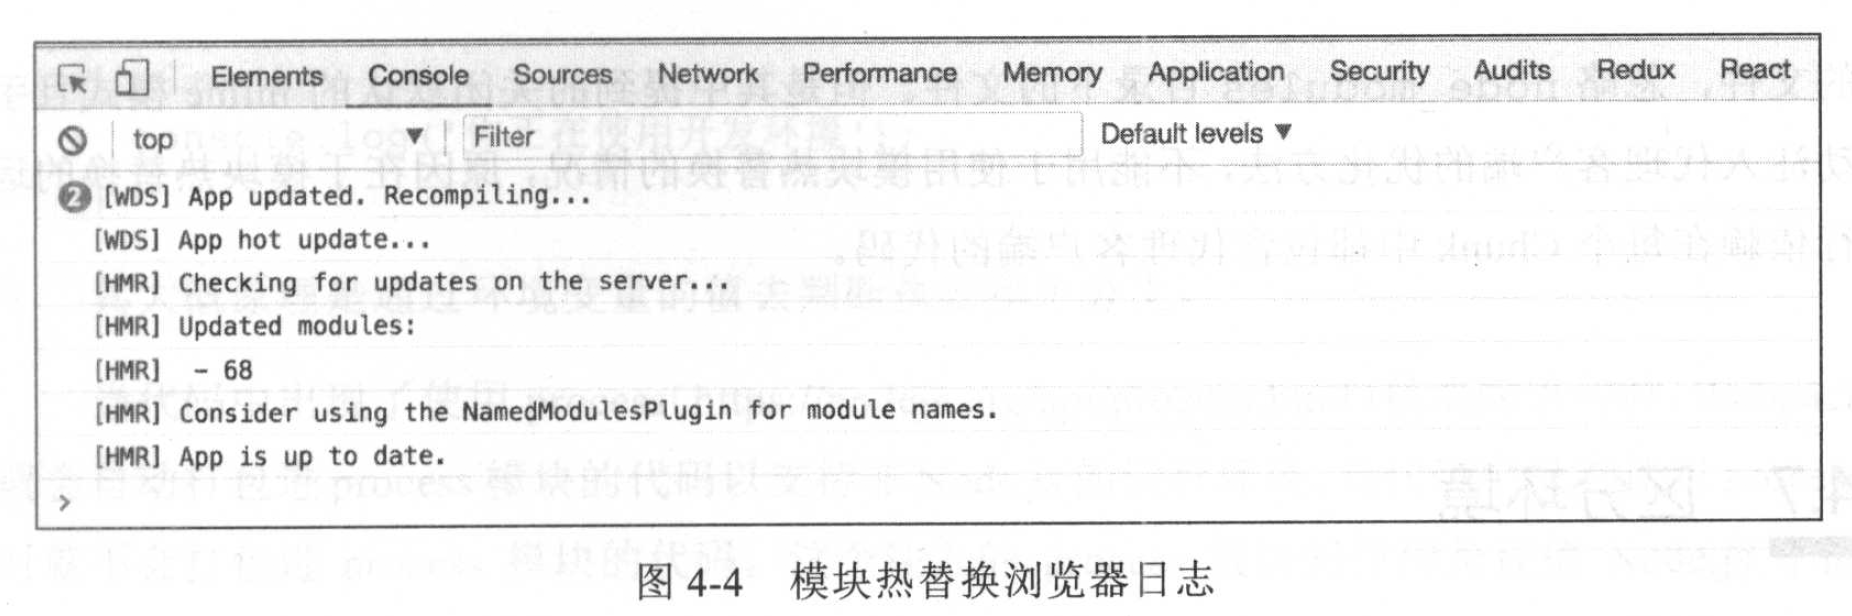 Elements Console Sources Network Performance Memory Application Security Audits Redux React
top ▼ Filter Default levels ▼
2 [WDS] App updated. Recompiling...
[WDS] App hot update...
[HMR] Checking for updates on the server...
[HMR] Updated modules:
[HMR]  - 68
[HMR] Consider using the NamedModulesPlugin for module names.
[HMR] App is up to date.
>
图 4-4 模块热替换浏览器日志